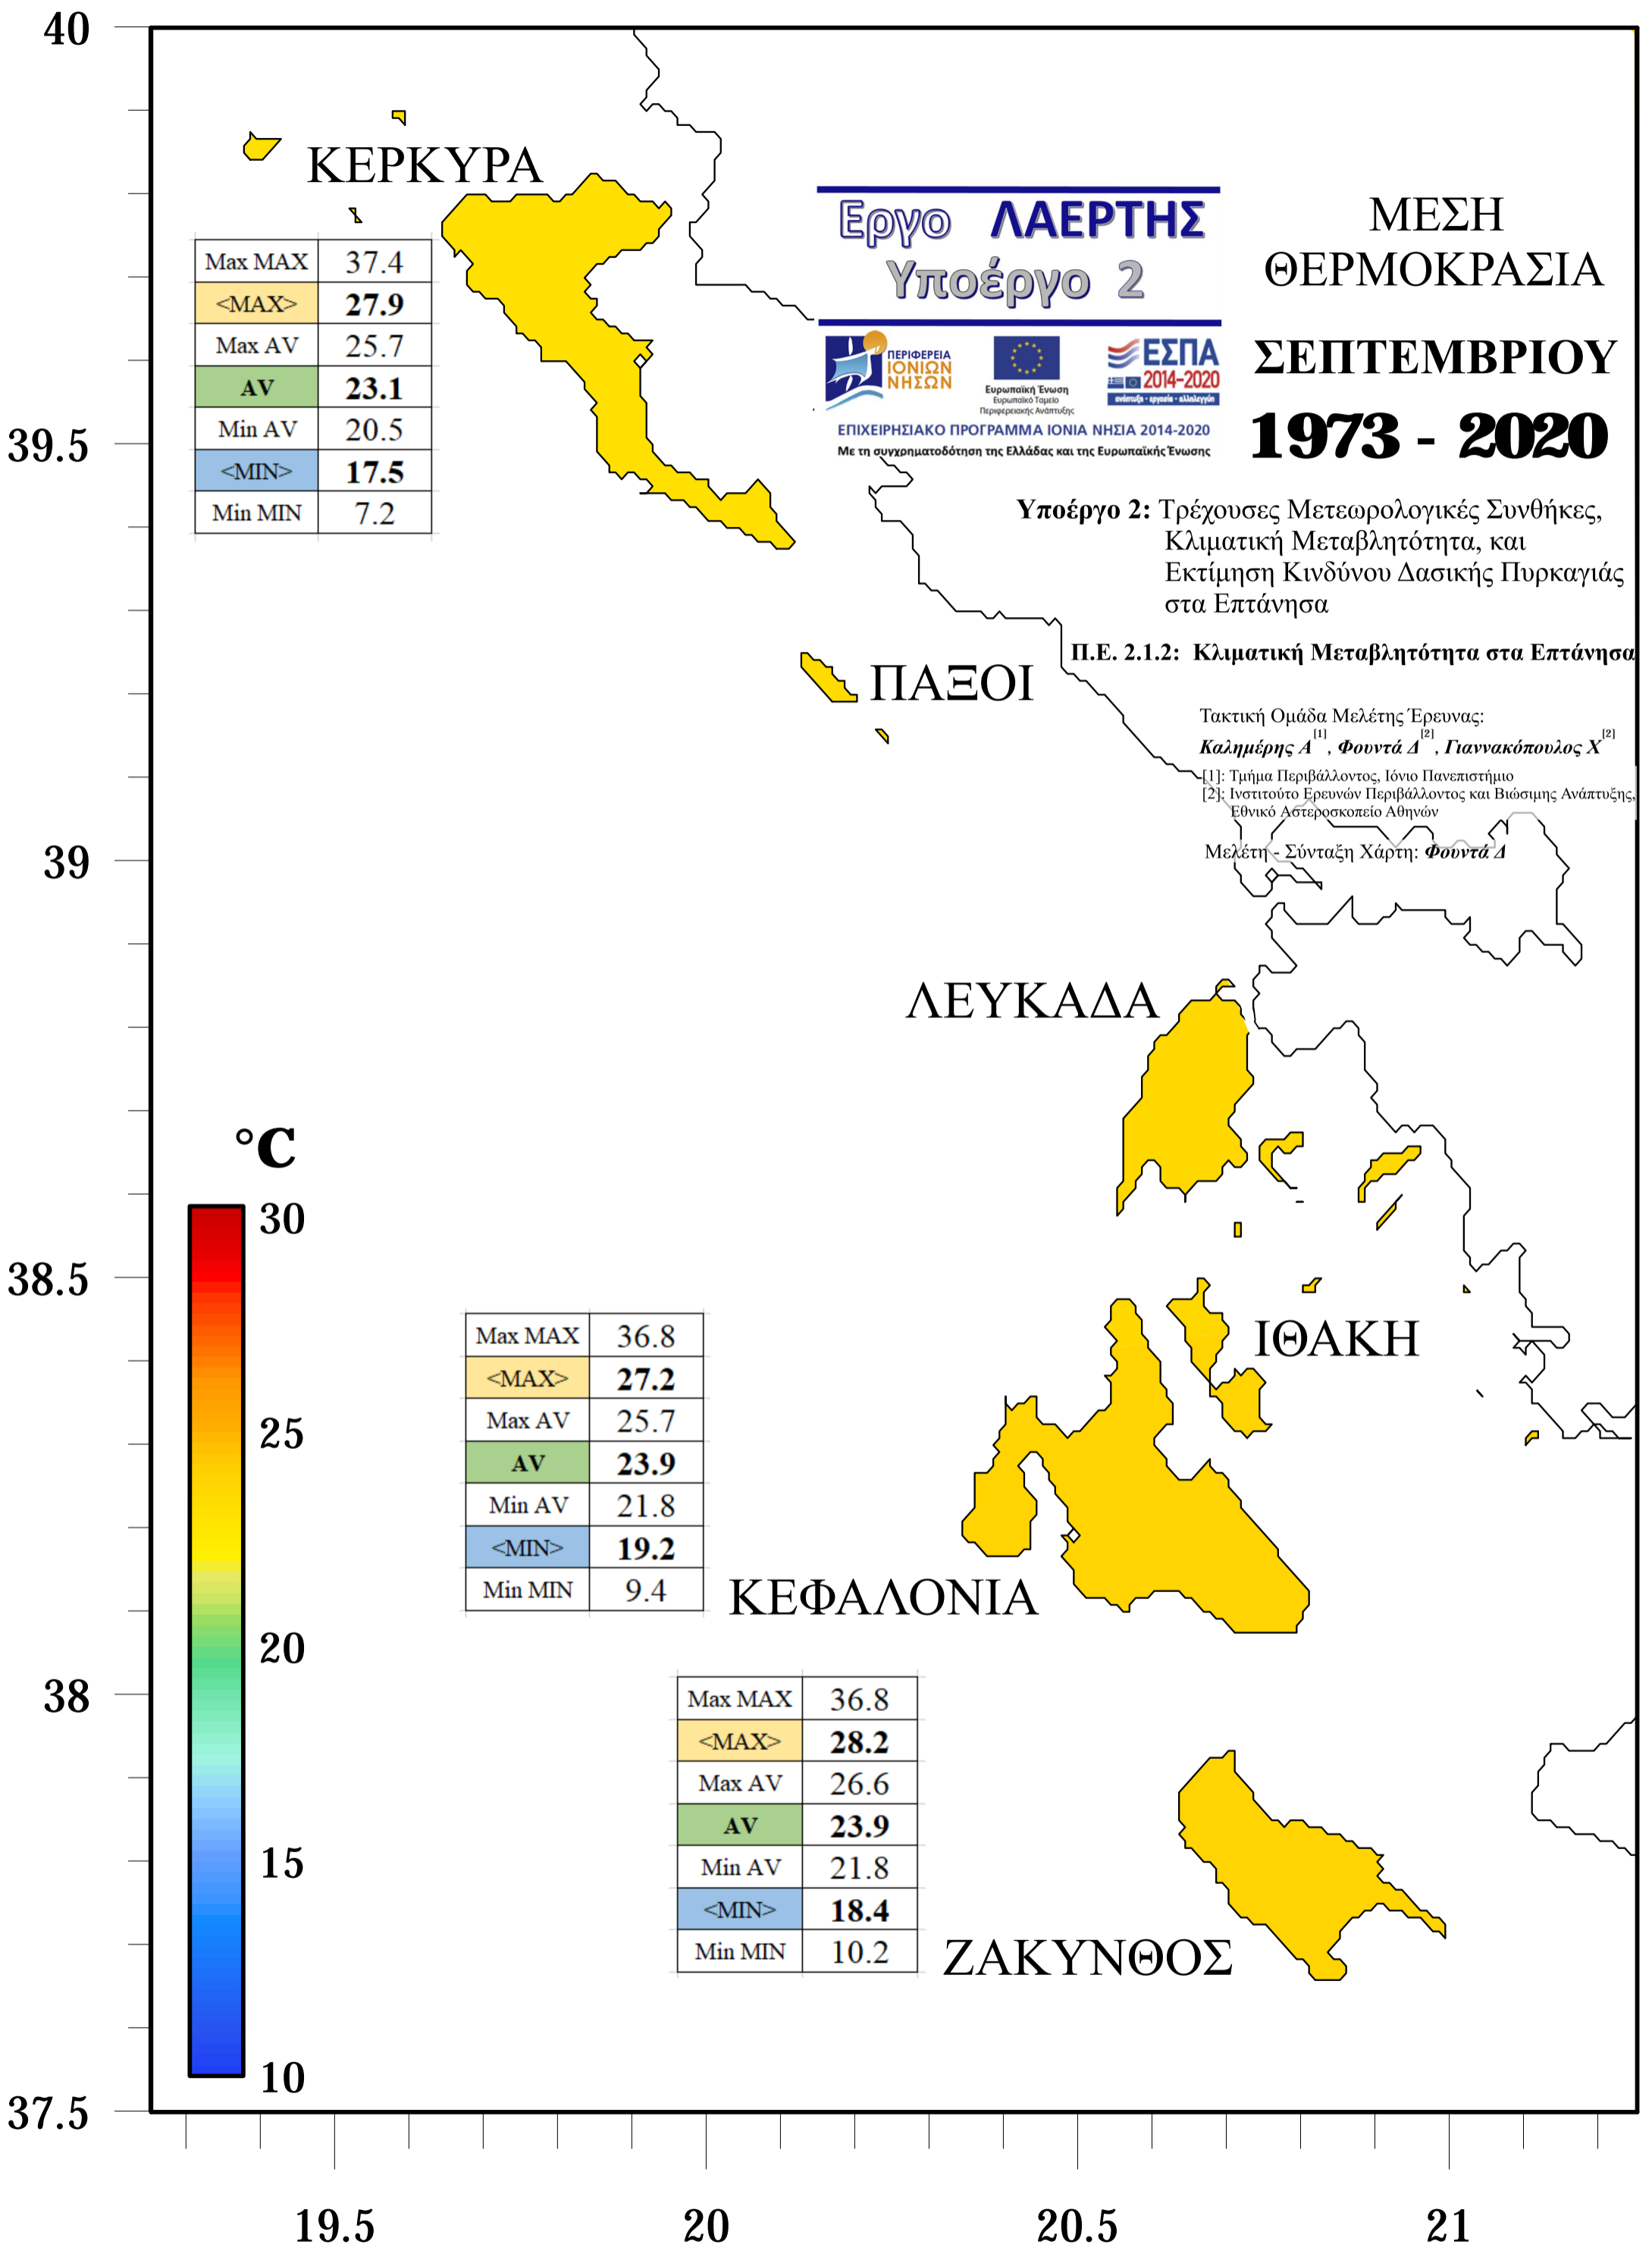 40
39.5
39
38.5
38
37.5
19.5
20
20.5
21
ΚΕΡΚΥΡΑ
Max MAX 37.4
<MAX> 27.9
Max AV 25.7
AV 23.1
Min AV 20.5
<MIN> 17.5
Min MIN 7.2
Εργο ΛΑΕΡΤΗΣ
Υποέργο 2
ΠΕΡΙΦΕΡΕΙΑ
ΙΟΝΙΩΝ
ΝΗΣΩΝ
Ευρωπαϊκή Ένωση
Ευρωπαϊκό Ταμείο
Περιφερειακής Ανάπτυξης
ΕΣΠΑ
2014-2020
ανάπτυξη - εργασία - αλληλεγγύη
ΕΠΙΧΕΙΡΗΣΙΑΚΟ ΠΡΟΓΡΑΜΜΑ ΙΟΝΙΑ ΝΗΣΙΑ 2014-2020
Με τη συγχρηματοδότηση της Ελλάδας και της Ευρωπαϊκής Ένωσης
ΜΕΣΗ
ΘΕΡΜΟΚΡΑΣΙΑ
ΣΕΠΤΕΜΒΡΙΟΥ
1973 - 2020
Υποέργο 2: Τρέχουσες Μετεωρολογικές Συνθήκες,
Κλιματική Μεταβλητότητα, και
Εκτίμηση Κινδύνου Δασικής Πυρκαγιάς
στα Επτάνησα
Π.Ε. 2.1.2: Κλιματική Μεταβλητότητα στα Επτάνησα
Τακτική Ομάδα Μελέτης Έρευνας:
Καλημέρης Α[1], Φουντά Δ[2], Γιαννακόπουλος Χ[2]
[1]: Τμήμα Περιβάλλοντος, Ιόνιο Πανεπιστήμιο
[2]: Ινστιτούτο Ερευνών Περιβάλλοντος και Βιώσιμης Ανάπτυξης,
Εθνικό Αστεροσκοπείο Αθηνών
Μελέτη - Σύνταξη Χάρτη: Φουντά Δ
ΠΑΞΟΙ
ΛΕΥΚΑΔΑ
°C
30
25
20
15
10
ΙΘΑΚΗ
Max MAX 36.8
<MAX> 27.2
Max AV 25.7
AV 23.9
Min AV 21.8
<MIN> 19.2
Min MIN 9.4
ΚΕΦΑΛΟΝΙΑ
Max MAX 36.8
<MAX> 28.2
Max AV 26.6
AV 23.9
Min AV 21.8
<MIN> 18.4
Min MIN 10.2
ΖΑΚΥΝΘΟΣ